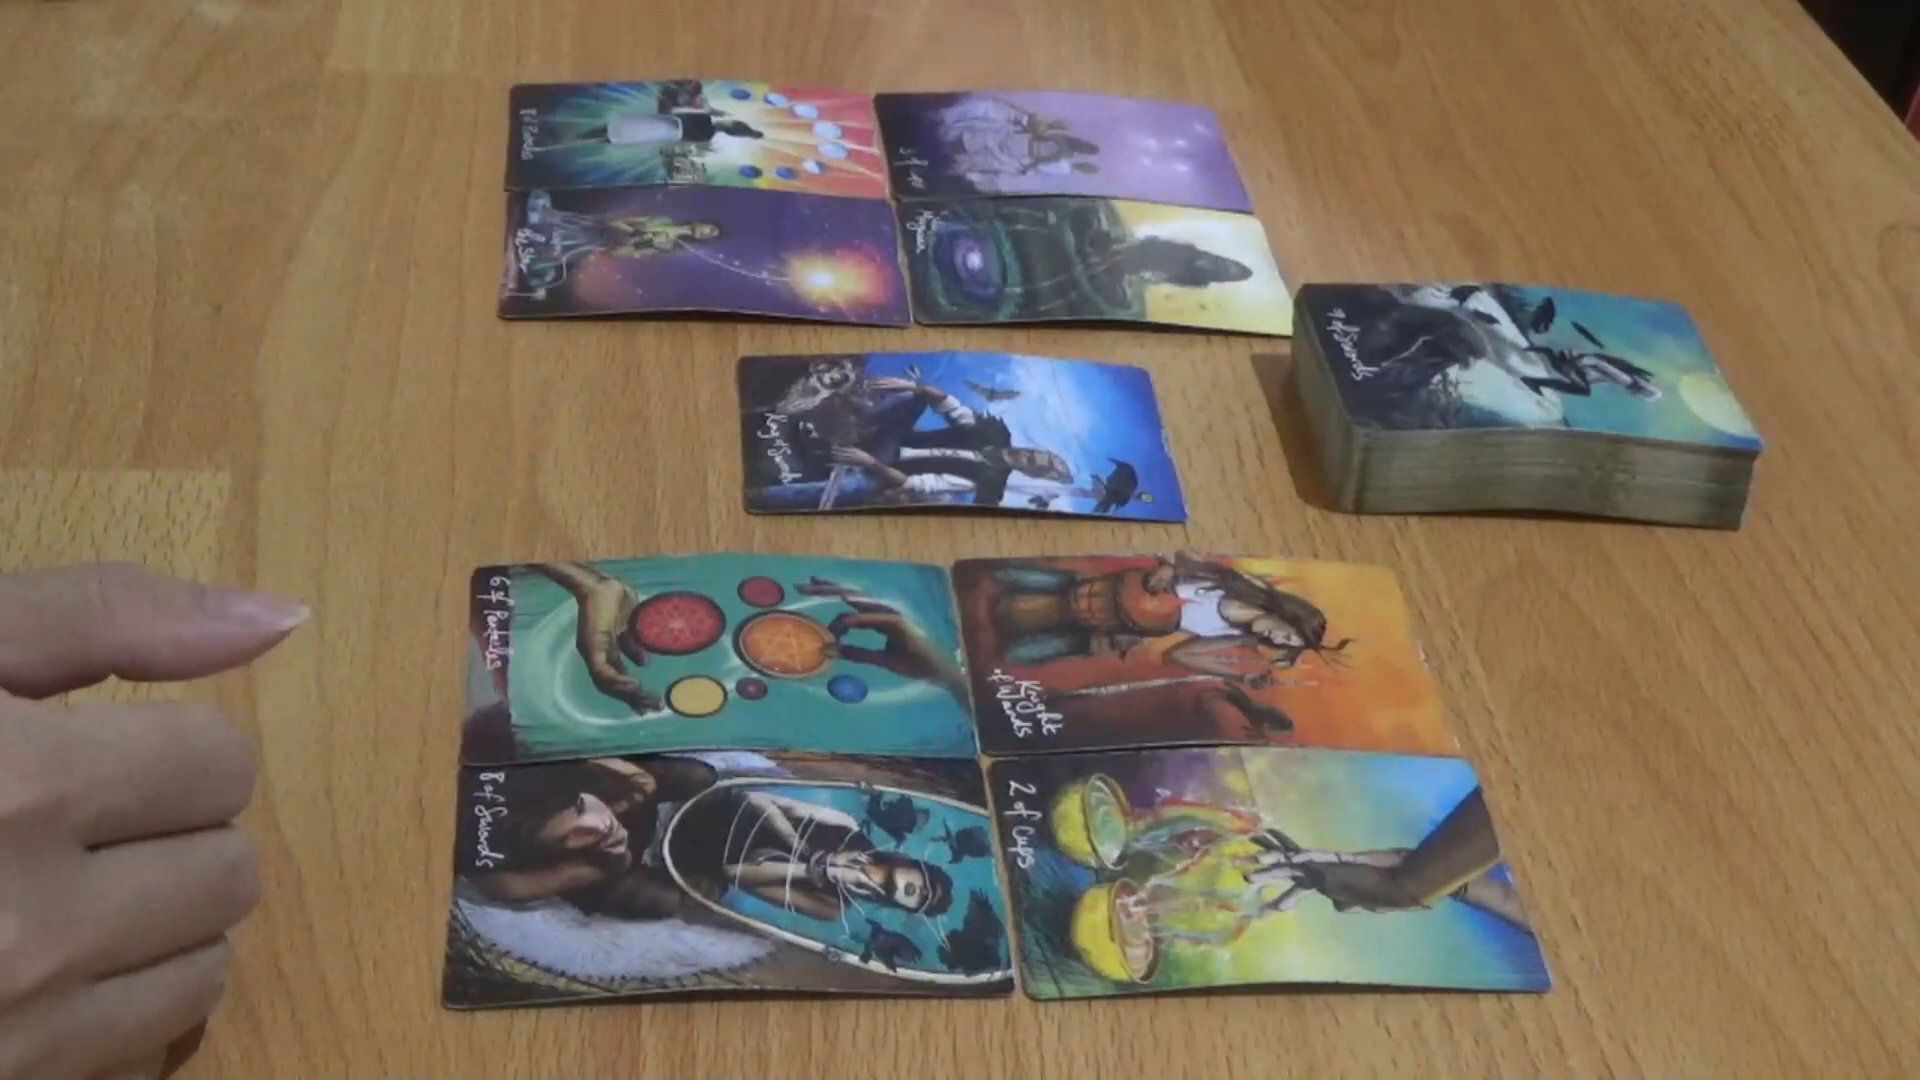 The Star
King of Swords
9 of Swords
6 of Pentacles
Knight
of Wands
8 of Swords
2 of Cups